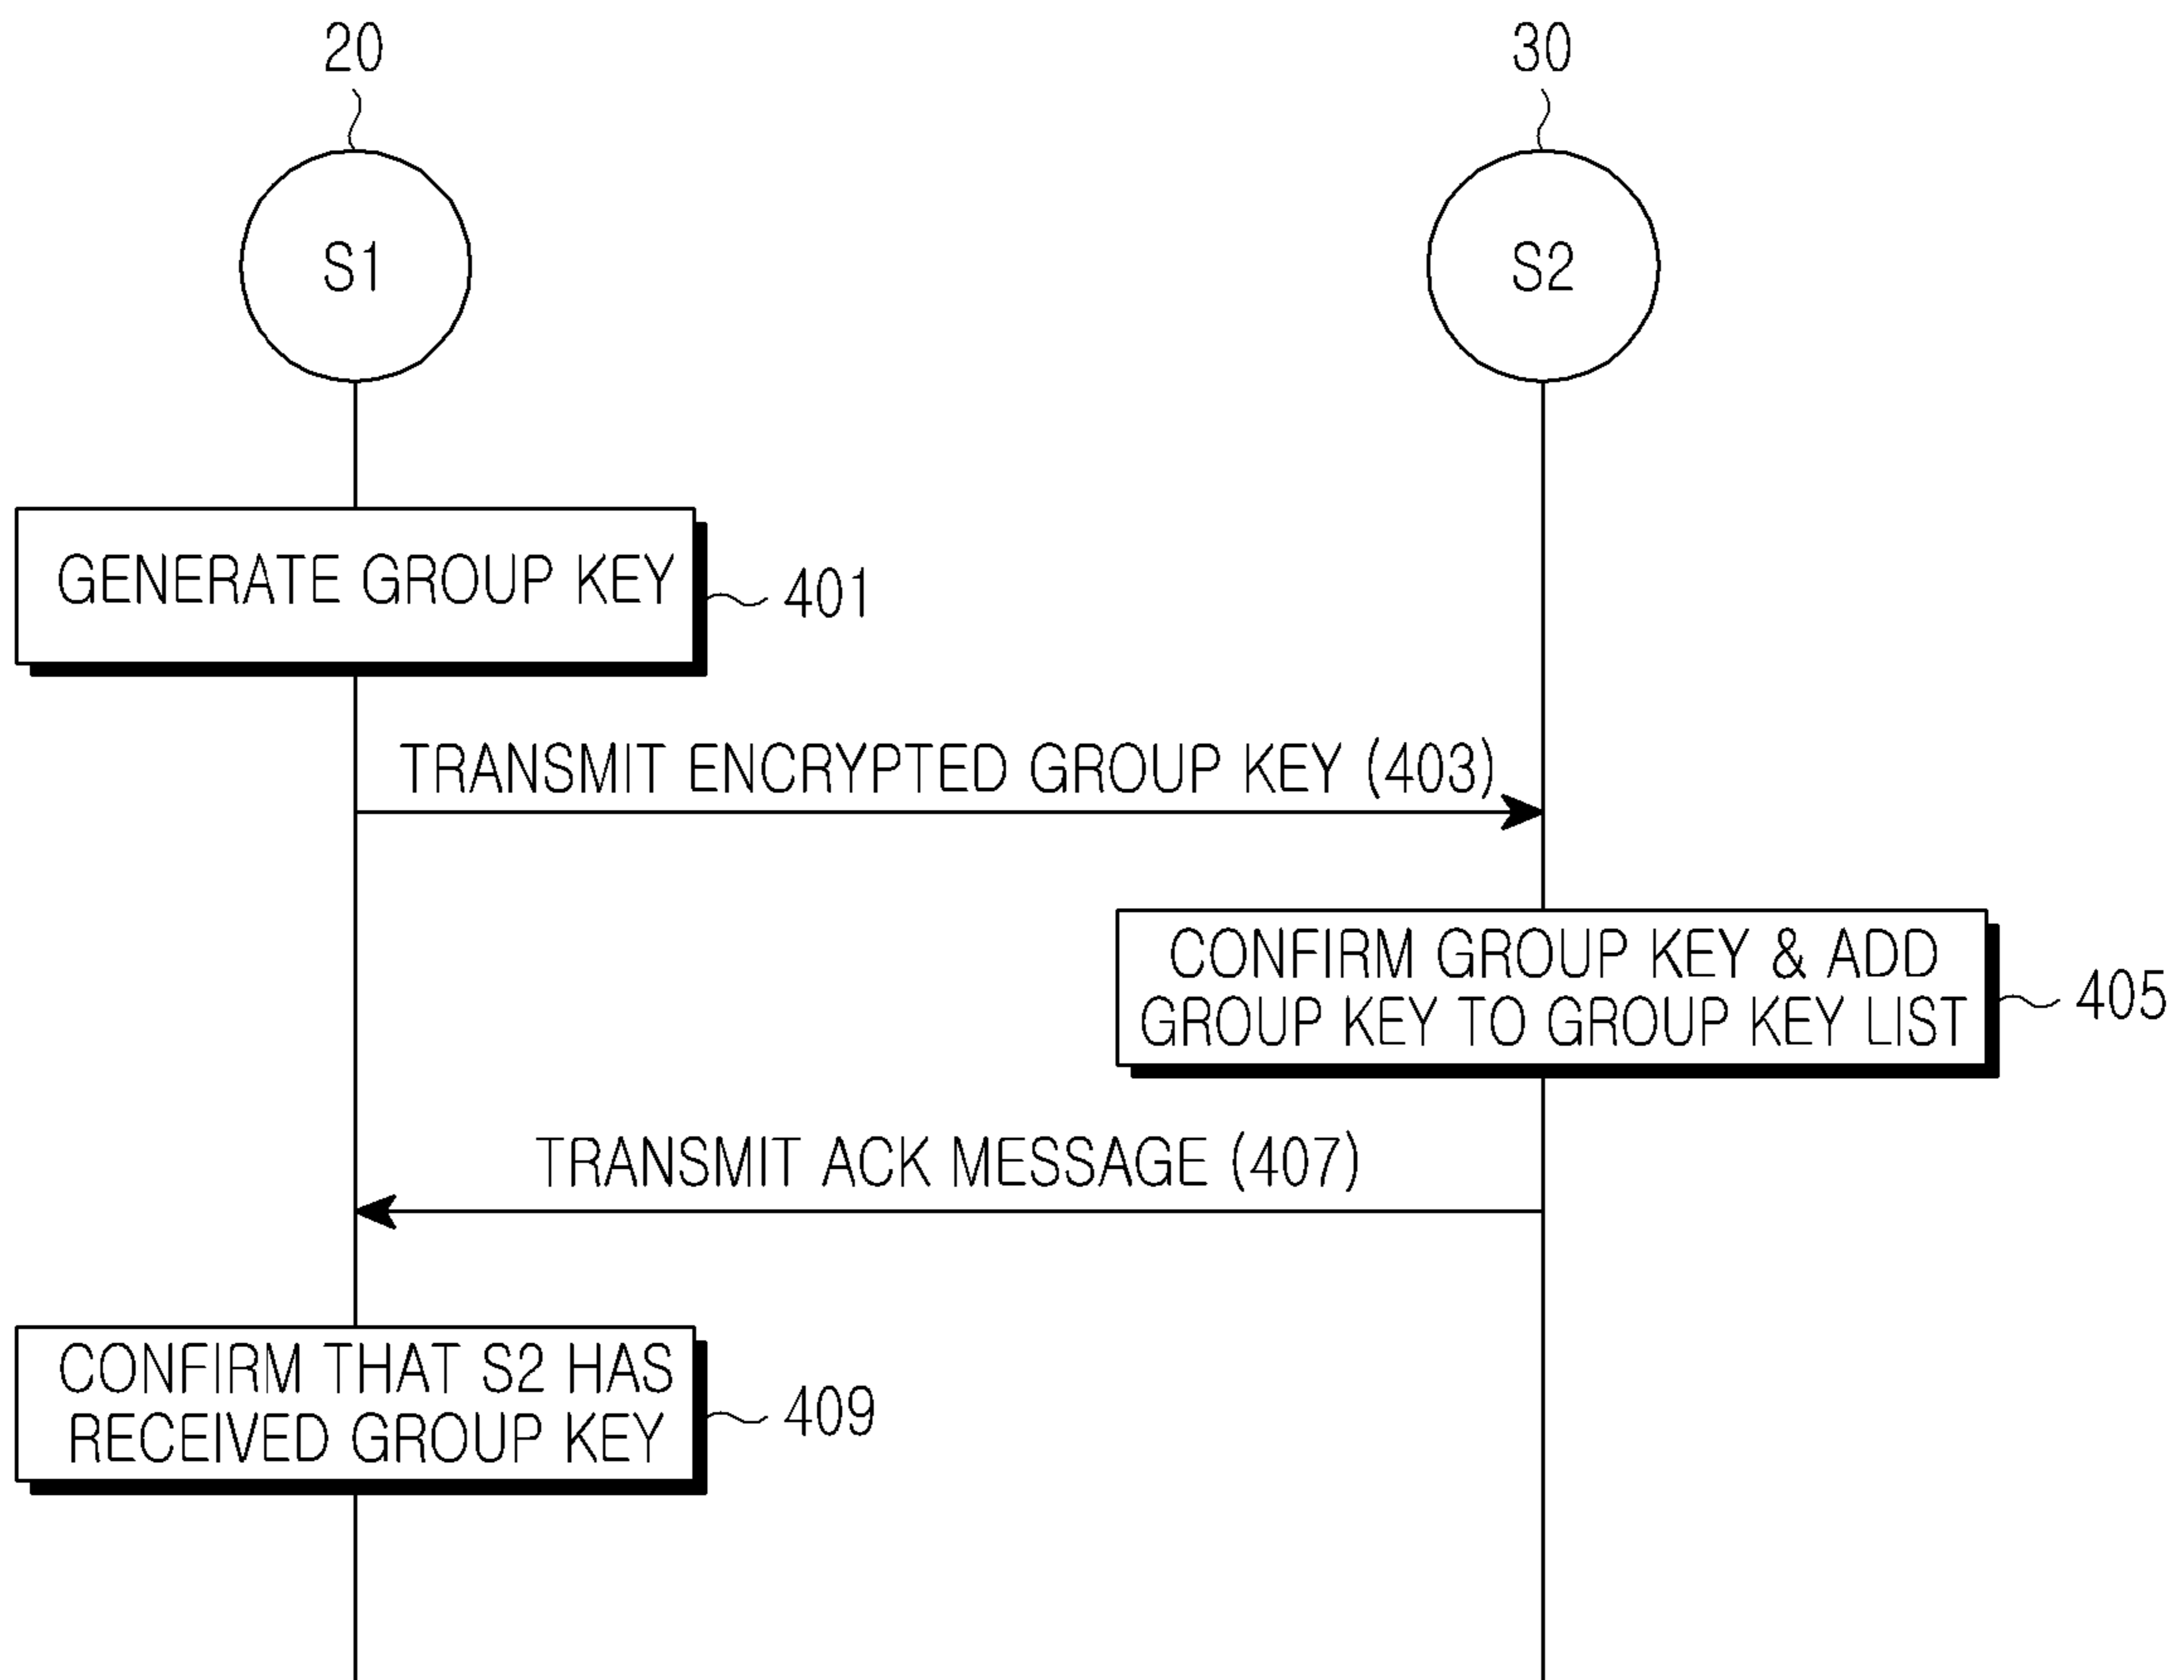 20
30
S1
S2
GENERATE GROUP KEY
401
TRANSMIT ENCRYPTED GROUP KEY (403)
CONFIRM GROUP KEY & ADD
GROUP KEY TO GROUP KEY LIST
405
TRANSMIT ACK MESSAGE (407)
CONFIRM THAT S2 HAS
RECEIVED GROUP KEY
409